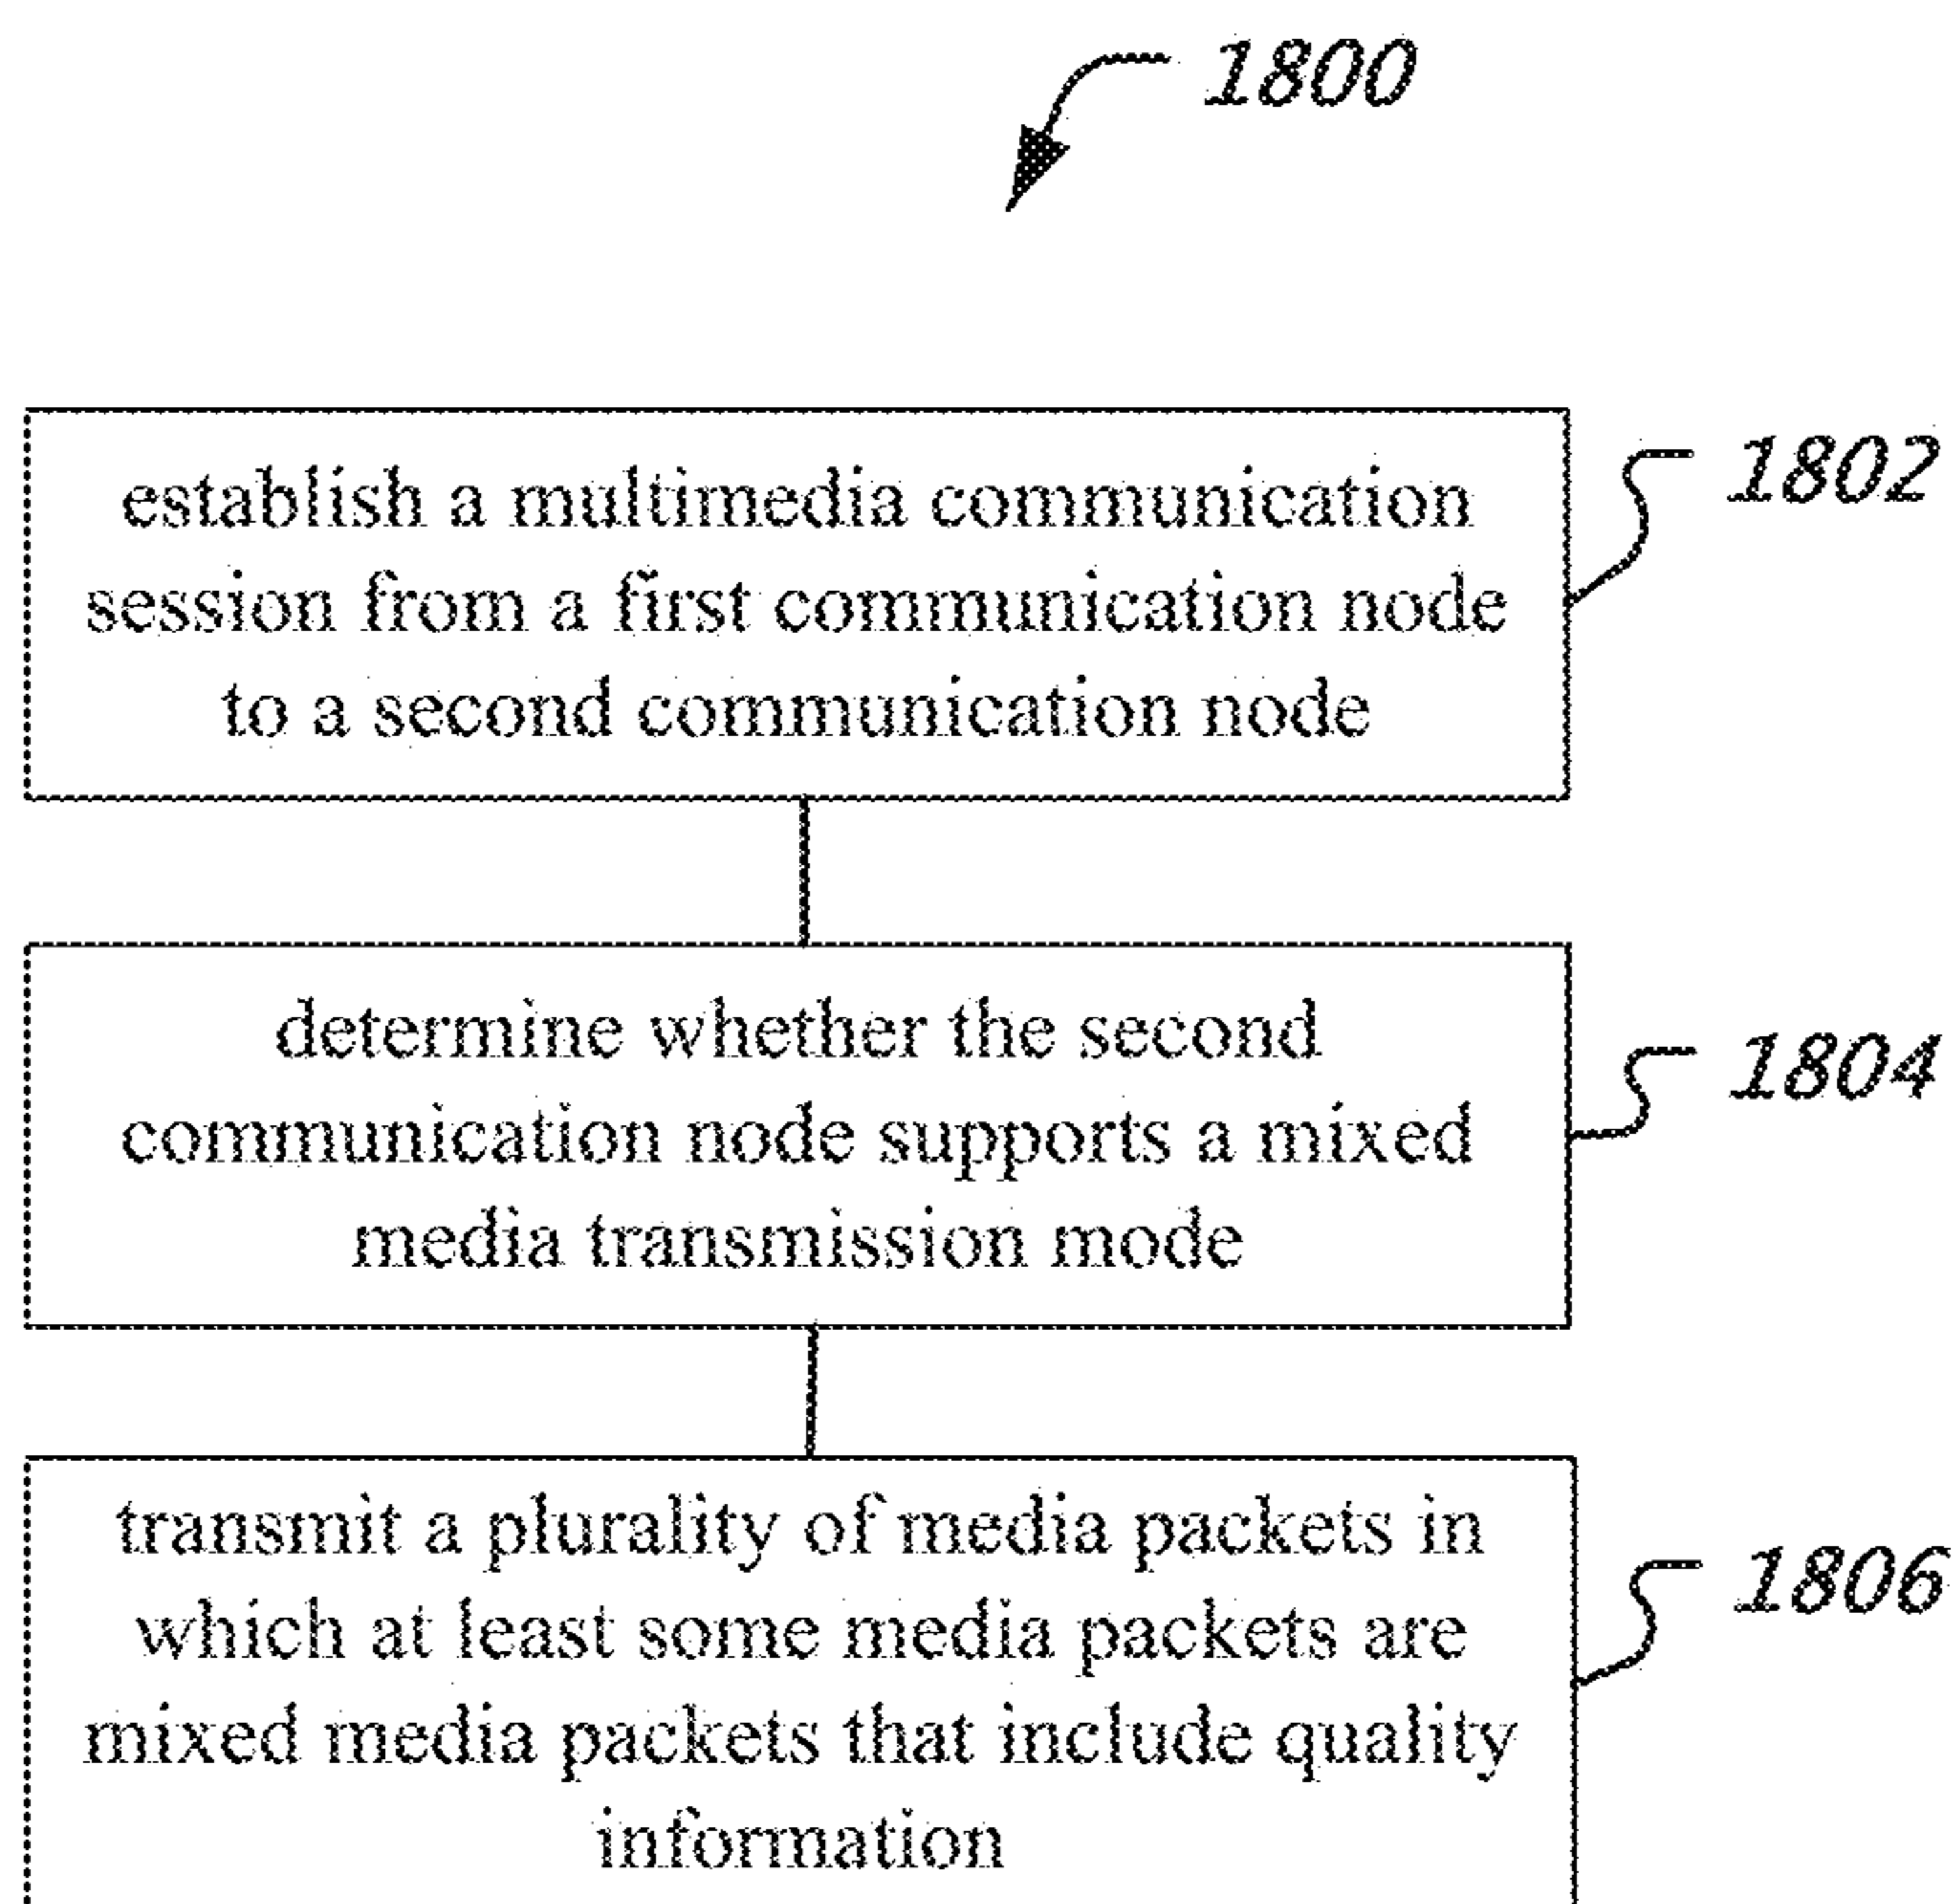 1800
establish a multimedia communication
session from a first communication node
to a second communication node
1802
determine whether the second
communication node supports a mixed
media transmission mode
1804
transmit a plurality of media packets in
which at least some media packets are
mixed media packets that include quality
information
1806